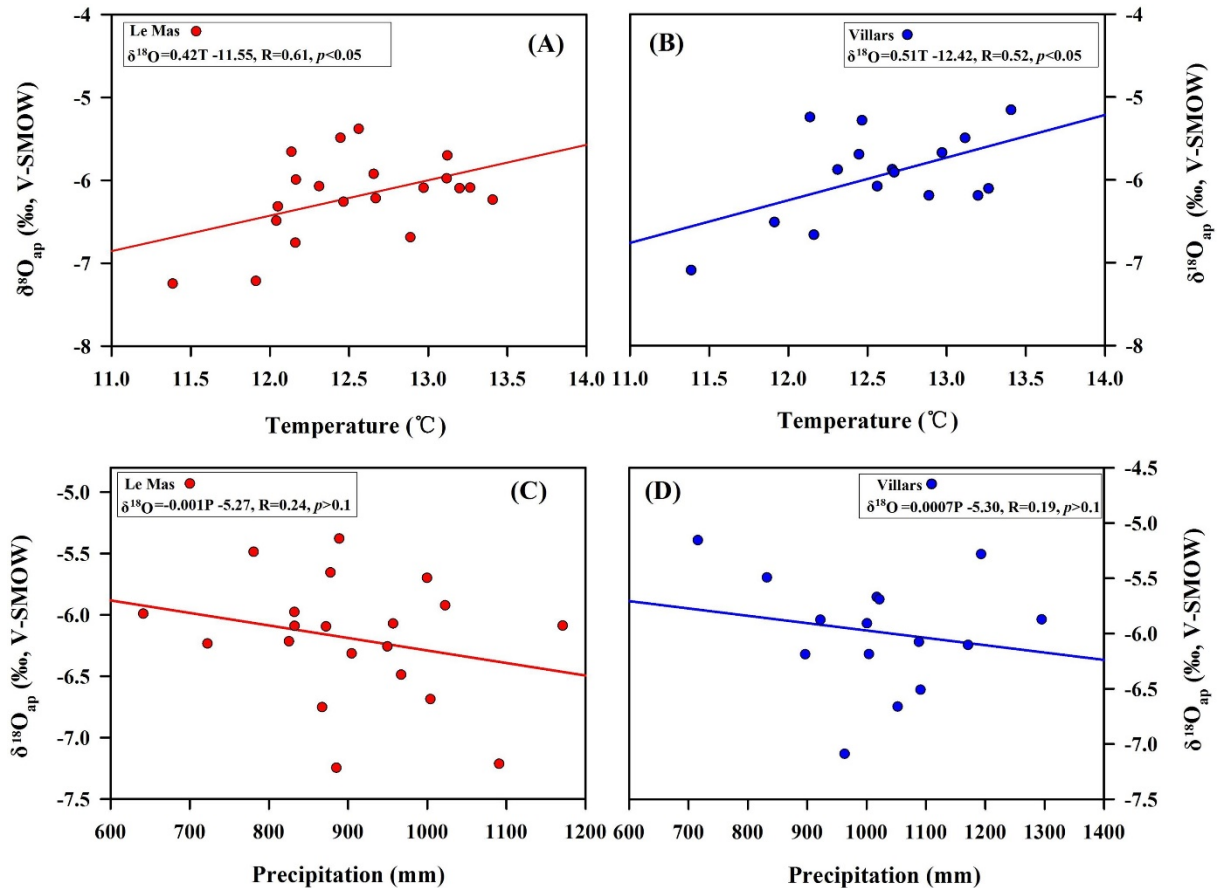 Le Mas
δ¹⁸O=0.42T -11.55, R=0.61, p<0.05
(A)
-4
-5
-6
-7
-8
δ⁸O_ap (‰, V-SMOW)
11.0 11.5 12.0 12.5 13.0 13.5 14.0
Temperature (℃)
(B)
Villars
δ¹⁸O=0.51T -12.42, R=0.52, p<0.05
-4
-5
-6
-7
-8
δ¹⁸O_ap (‰, V-SMOW)
11.0 11.5 12.0 12.5 13.0 13.5 14.0
Temperature (℃)
Le Mas
δ¹⁸O=-0.001P -5.27, R=0.24, p>0.1
(C)
-5.0
-5.5
-6.0
-6.5
-7.0
-7.5
δ¹⁸O_ap (‰, V-SMOW)
600 700 800 900 1000 1100 1200
Precipitation (mm)
(D)
Villars
δ¹⁸O=0.0007P -5.30, R=0.19, p>0.1
-4.5
-5.0
-5.5
-6.0
-6.5
-7.0
-7.5
δ¹⁸O_ap (‰, V-SMOW)
600 700 800 900 1000 1100 1200 1300 1400
Precipitation (mm)